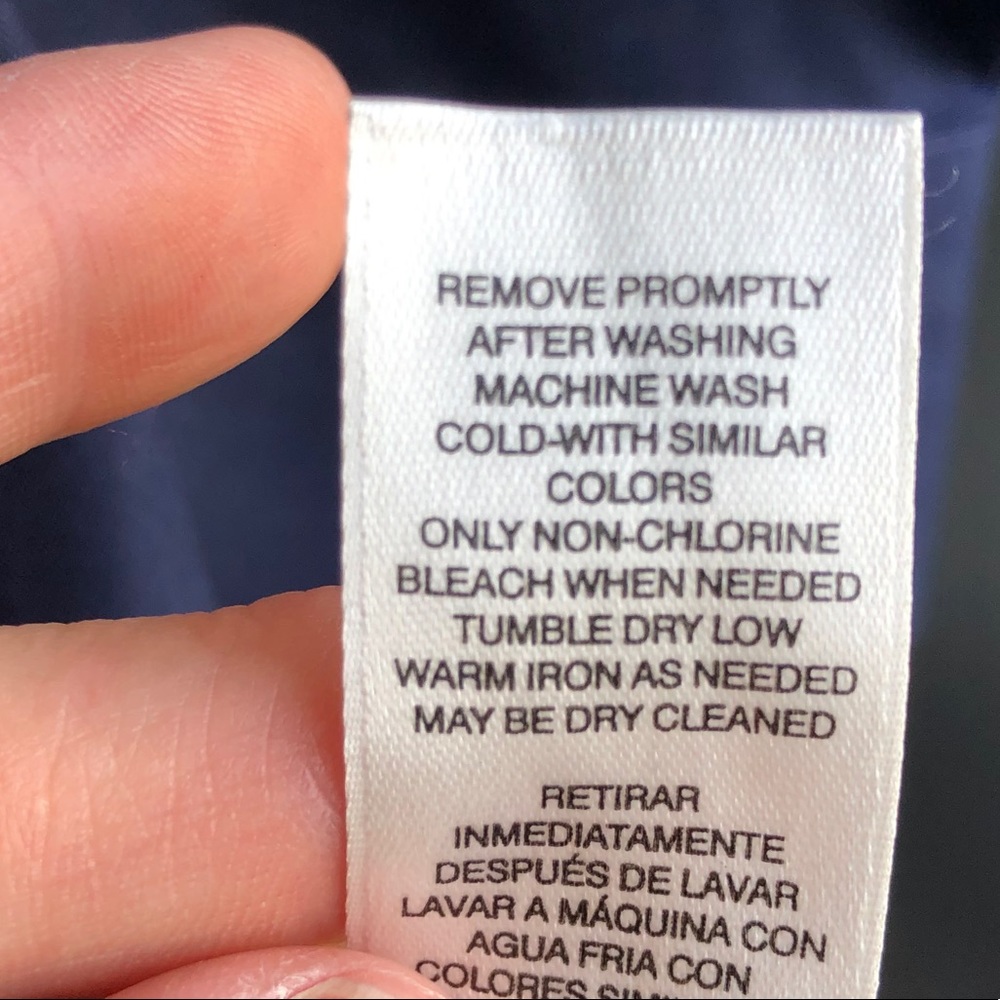 REMOVE PROMPTLY
AFTER WASHING
MACHINE WASH
COLD-WITH SIMILAR
COLORS
ONLY NON-CHLORINE
BLEACH WHEN NEEDED
TUMBLE DRY LOW
WARM IRON AS NEEDED
MAY BE DRY CLEANED
RETIRAR
INMEDIATAMENTE
DESPUÉS DE LAVAR
LAVAR A MÁQUINA CON
AGUA FRIA CON
COLORES